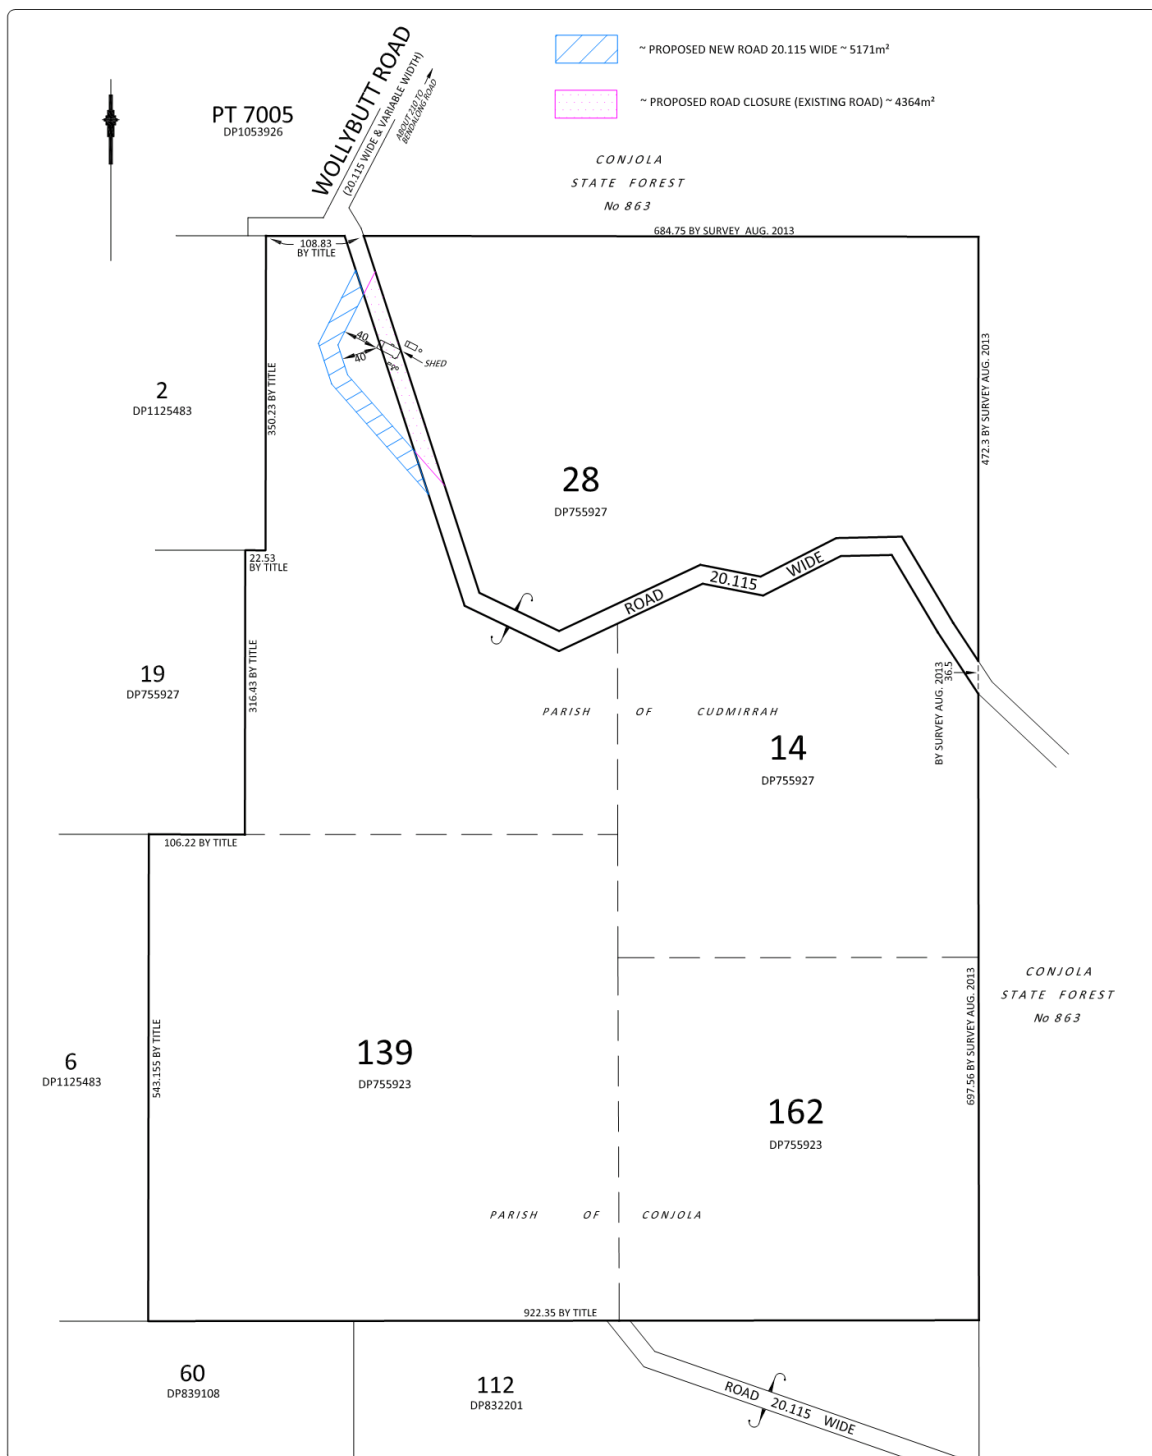 ~ PROPOSED NEW ROAD 20.115 WIDE ~ 5171m²
~ PROPOSED ROAD CLOSURE (EXISTING ROAD) ~ 4364m²
PT 7005
DP1053926
WOLLYBUTT ROAD
(20.115 WIDE & VARIABLE WIDTH)
ABOUT 210 TO
BENDALONG ROAD
CONJOLA
STATE FOREST
No 863
108.83
BY TITLE
684.75 BY SURVEY AUG. 2013
350.23 BY TITLE
40
40
SHED
472.3 BY SURVEY AUG. 2013
2
DP1125483
28
DP755927
22.53
BY TITLE
ROAD
20.115
WIDE
19
DP755927
316.43 BY TITLE
BY SURVEY AUG. 2013
36.5
PARISH OF CUDMIRRAH
14
DP755927
106.22 BY TITLE
CONJOLA
STATE FOREST
No 863
697.56 BY SURVEY AUG. 2013
543.155 BY TITLE
6
DP1125483
139
DP755923
162
DP755923
PARISH OF CONJOLA
922.35 BY TITLE
60
DP839108
112
DP832201
ROAD 20.115 WIDE